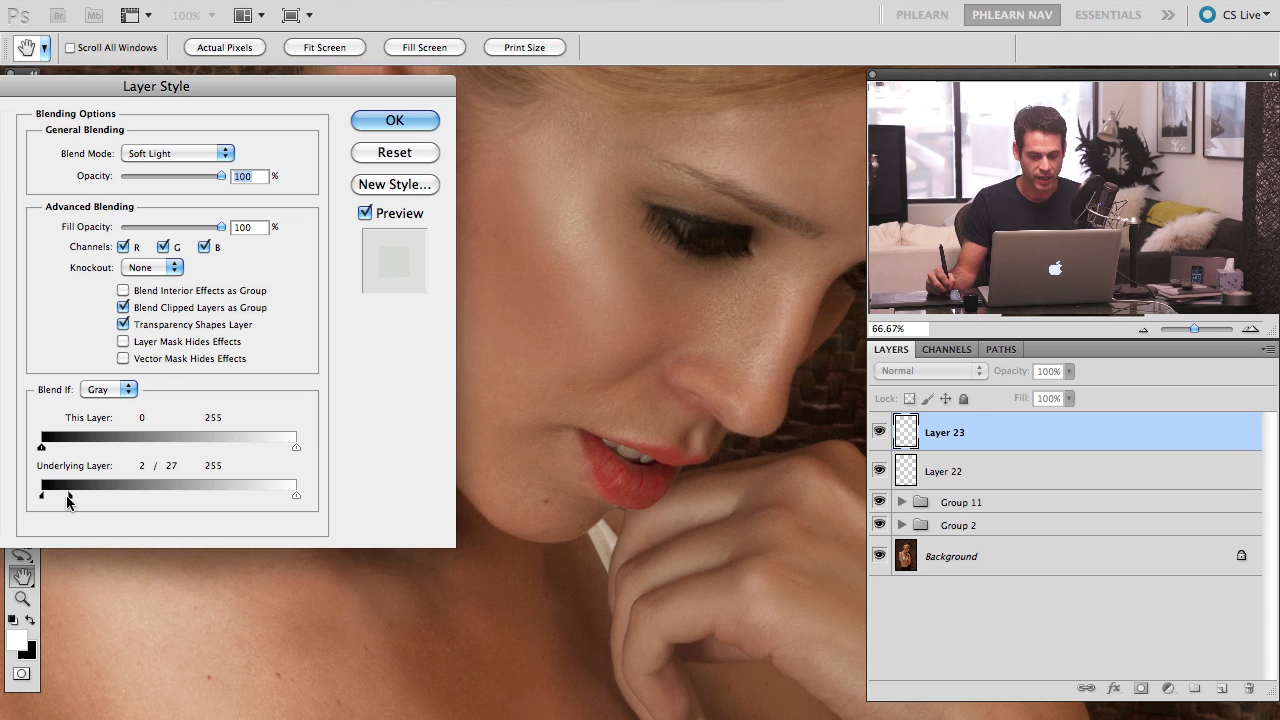 Ps Br Mb 100% PHLEARN PHLEARN NAV ESSENTIALS CS Live
Scroll All Windows Actual Pixels Fit Screen Fill Screen Print Size
Layer Style
Blending Options
General Blending
Blend Mode: Soft Light
Opacity: 100 %
Advanced Blending
Fill Opacity: 100 %
Channels: R G B
Knockout: None
Blend Interior Effects as Group
Blend Clipped Layers as Group
Transparency Shapes Layer
Layer Mask Hides Effects
Vector Mask Hides Effects
Blend If: Gray
This Layer: 0 255
Underlying Layer: 2 / 27 255
OK
Reset
New Style...
Preview
66.67%
LAYERS CHANNELS PATHS
Normal Opacity: 100%
Lock: Fill: 100%
Layer 23
Layer 22
Group 11
Group 2
Background
fx